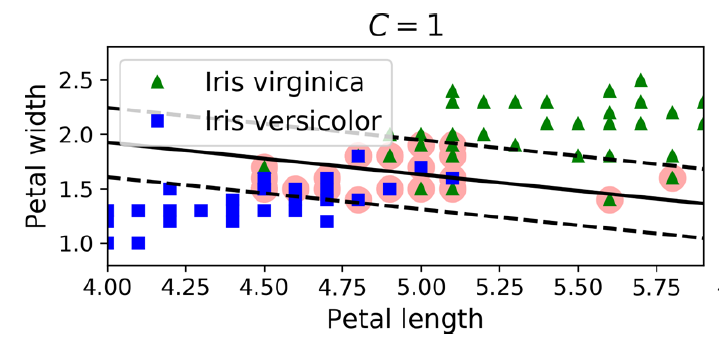 C = 1
Petal width
2.5
2.0
1.5
1.0
Iris virginica
Iris versicolor
4.00 4.25 4.50 4.75 5.00 5.25 5.50 5.75
Petal length